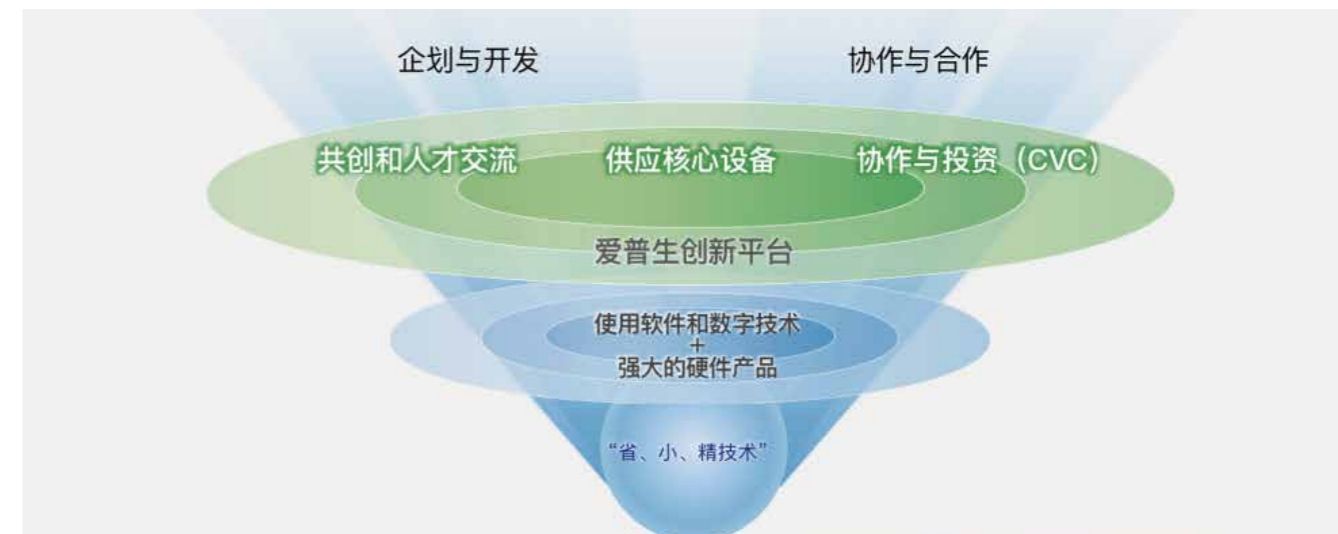 企划与开发
协作与合作
共创和人才交流
供应核心设备
协作与投资（CVC）
爱普生创新平台
使用软件和数字技术
+
强大的硬件产品
“省、小、精技术”